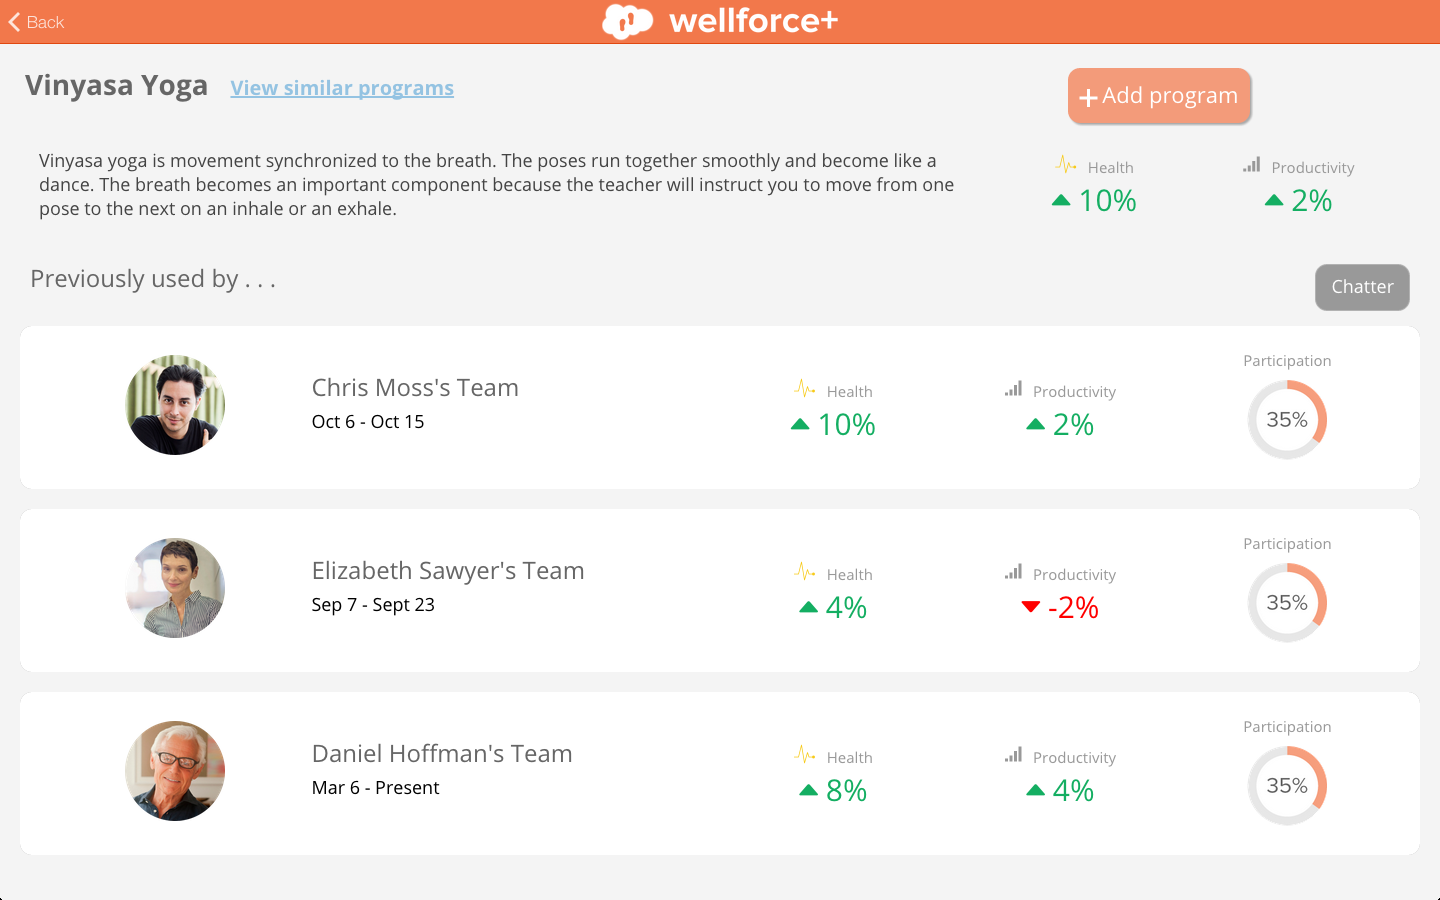 Back
wellforce+
Vinyasa Yoga View similar programs
+ Add program
Vinyasa yoga is movement synchronized to the breath. The poses run together smoothly and become like a
dance. The breath becomes an important component because the teacher will instruct you to move from one
pose to the next on an inhale or an exhale.
Health Productivity
10% 2%
Previously used by . . .
Chatter
Chris Moss's Team
Oct 6 - Oct 15
Health Productivity
10% 2%
Participation
35%
Elizabeth Sawyer's Team
Sep 7 - Sept 23
Health Productivity
4% -2%
Participation
35%
Daniel Hoffman's Team
Mar 6 - Present
Health Productivity
8% 4%
Participation
35%